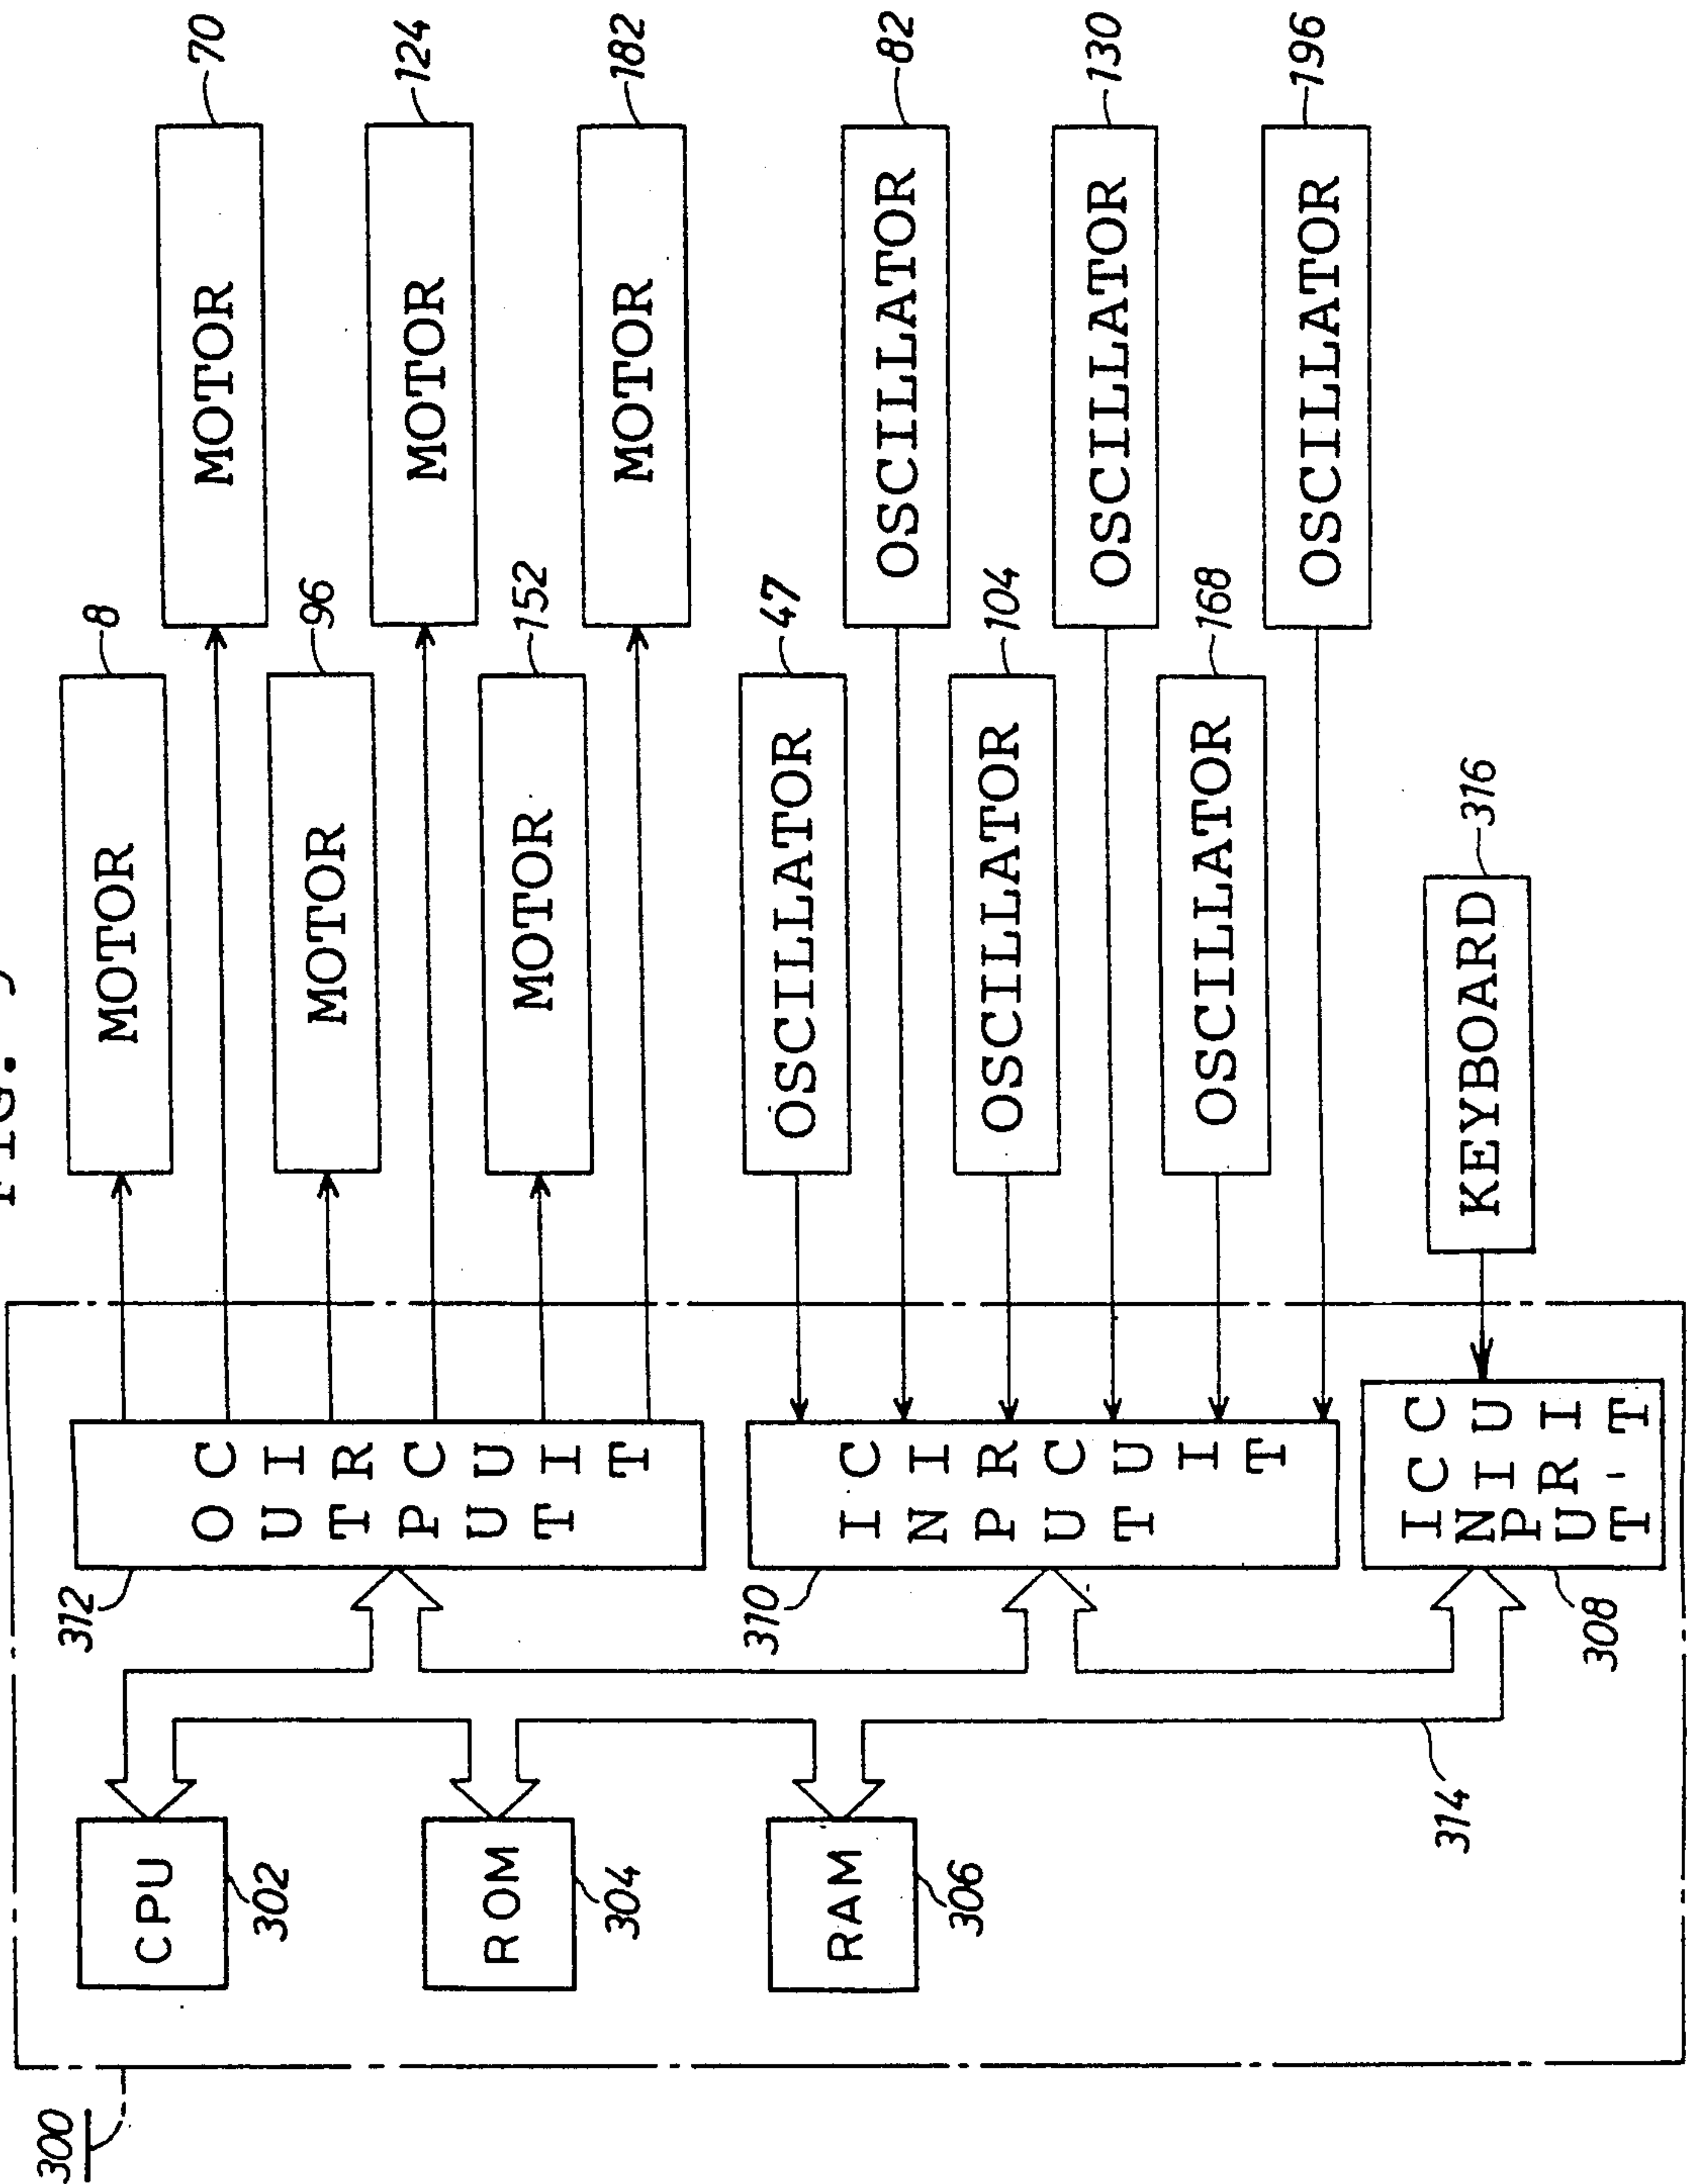 FIG.
300
CPU
302
ROM
304
RAM
306
314
312
OUTPUT
CIRCUIT
310
INPUT
CIRCUIT
308
INPUT
CIR
CUIT
MOTOR
8
MOTOR
70
MOTOR
96
MOTOR
124
MOTOR
152
MOTOR
182
OSCILLATOR
47
OSCILLATOR
82
OSCILLATOR
104
OSCILLATOR
130
OSCILLATOR
168
OSCILLATOR
196
KEYBOARD
316